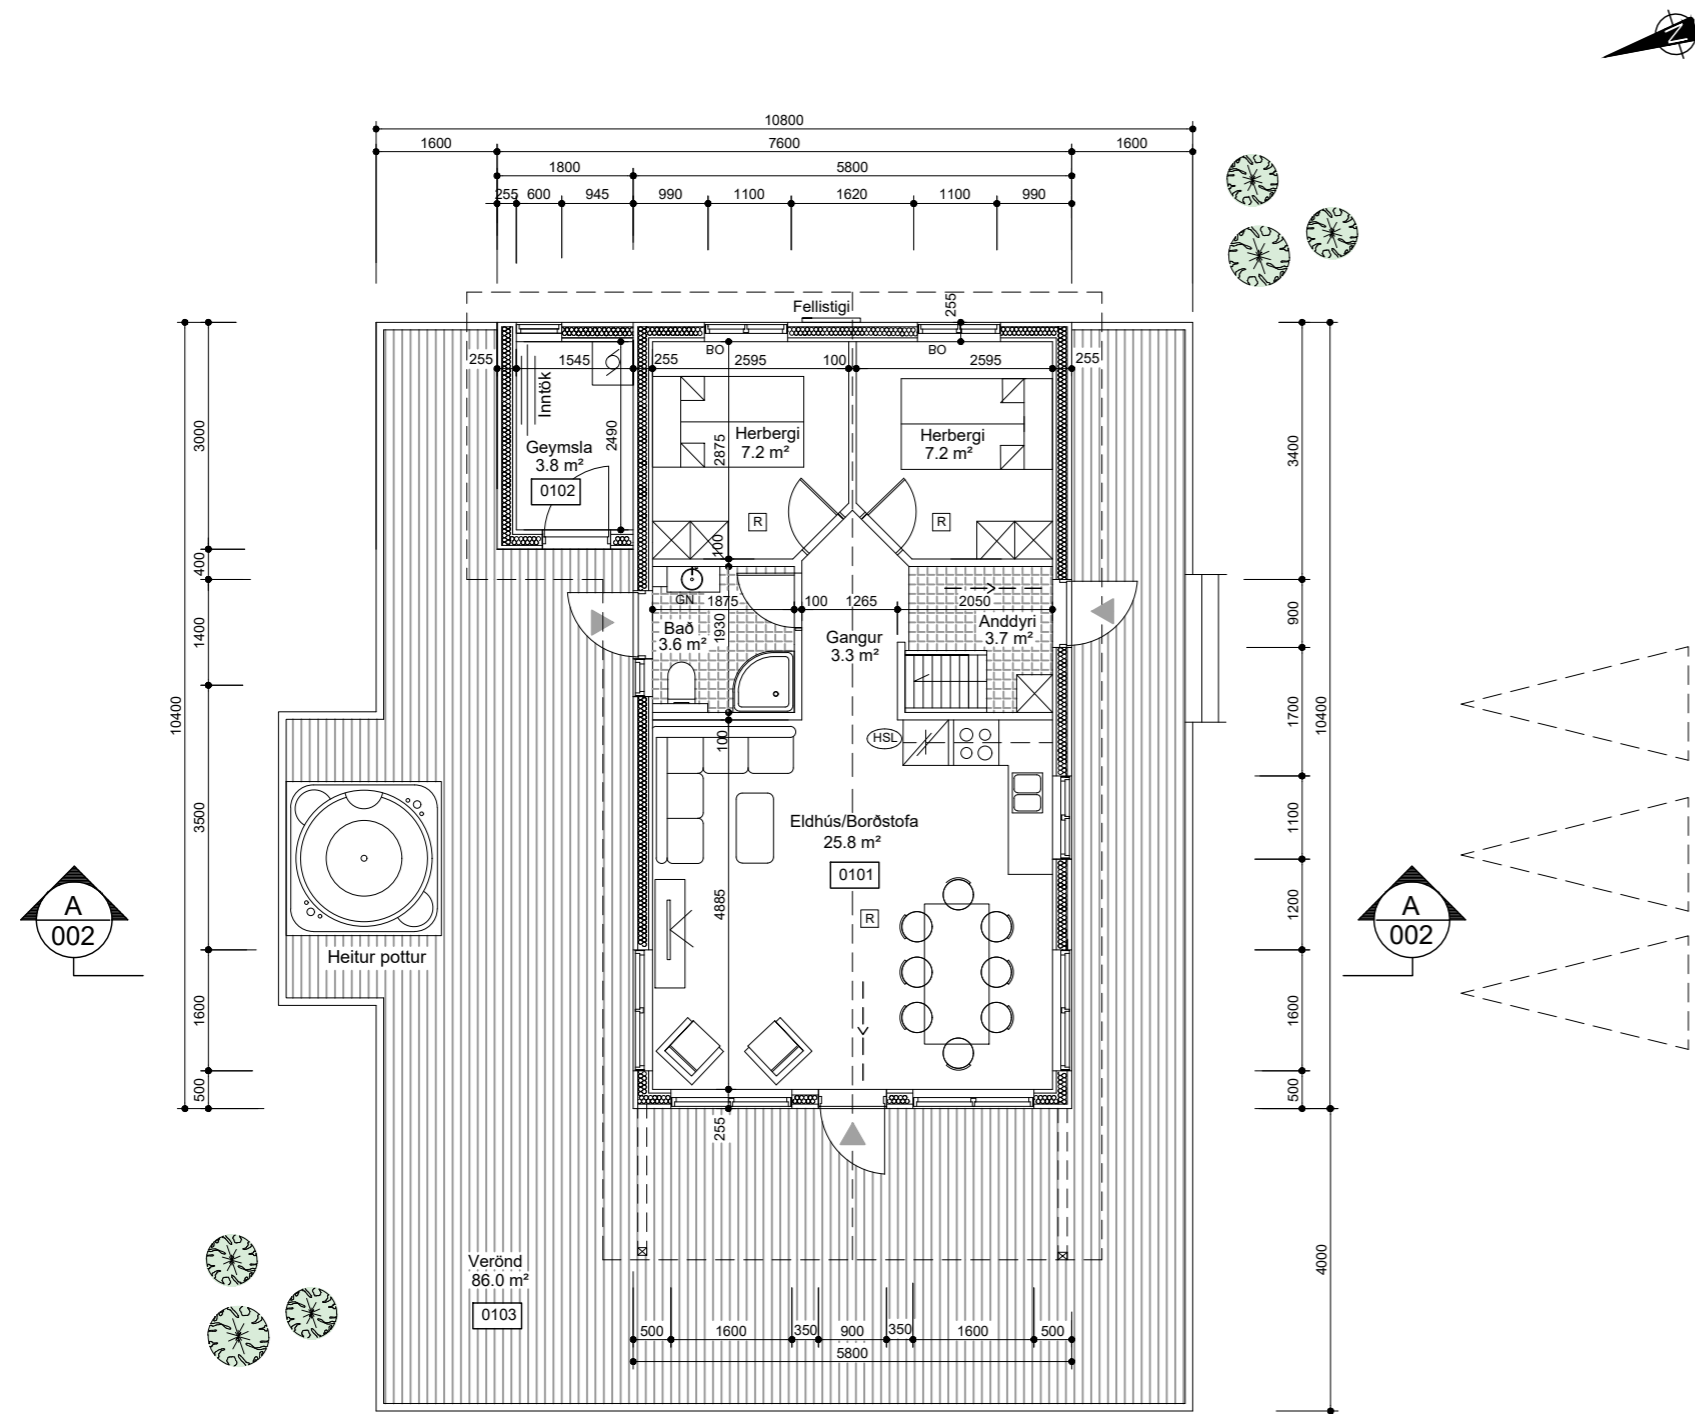 N
10800
1600 7600 1600
1800 5800
255 600 945 990 1100 1620 1100 990
Fellistigi
255
BO BO
255 1545 255 2595 100 2595 255
Inntök
Geymsla
3.8 m²
0102
2490
2875
Herbergi
7.2 m²
Herbergi
7.2 m²
R R
100
GN
1875 100 1265 2050
1930
Bað
3.6 m²
Gangur
3.3 m²
Anddyri
3.7 m²
100
HSL
Eldhús/Borðstofa
25.8 m²
0101
R
4885
255
Heitur pottur
A
002
A
002
10400
3000
400
1400
3500
1600
500
3400
900
1700
1100
1200
1600
500
10400
4000
Verönd
86.0 m²
0103
500 1600 350 900 350 1600 500
5800